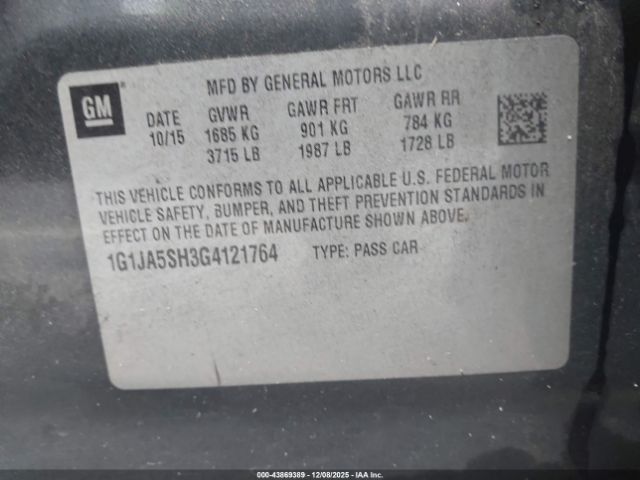 MFD BY GENERAL MOTORS LLC
GM
DATE GVWR GAWR FRT GAWR RR
10/15 1685 KG 901 KG 784 KG
3715 LB 1987 LB 1728 LB
THIS VEHICLE CONFORMS TO ALL APPLICABLE U.S. FEDERAL MOTOR
VEHICLE SAFETY, BUMPER, AND THEFT PREVENTION STANDARDS IN
EFFECT ON THE DATE OF MANUFACTURE SHOWN ABOVE.
1G1JA5SH3G4121764 TYPE: PASS CAR
00-43869389 - 12/08/2025 - IAA Inc.